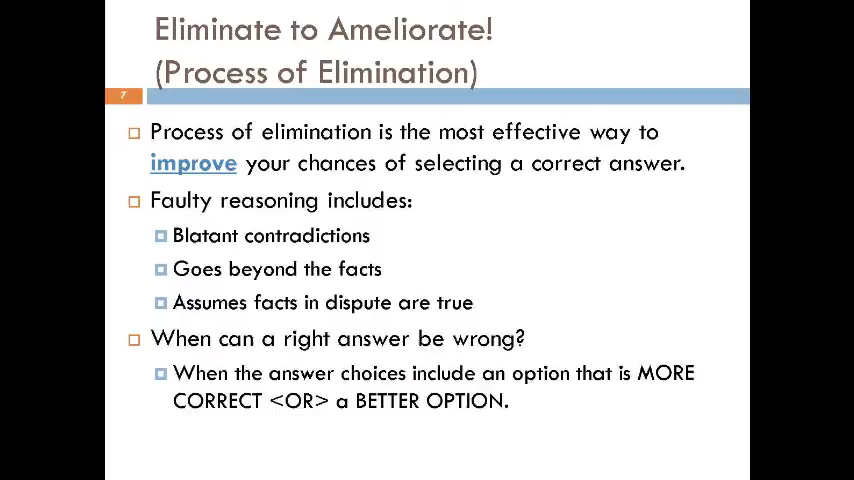 Eliminate to Ameliorate!
(Process of Elimination)
7
Process of elimination is the most effective way to
improve your chances of selecting a correct answer.
Faulty reasoning includes:
Blatant contradictions
Goes beyond the facts
Assumes facts in dispute are true
When can a right answer be wrong?
When the answer choices include an option that is MORE
CORRECT <OR> a BETTER OPTION.